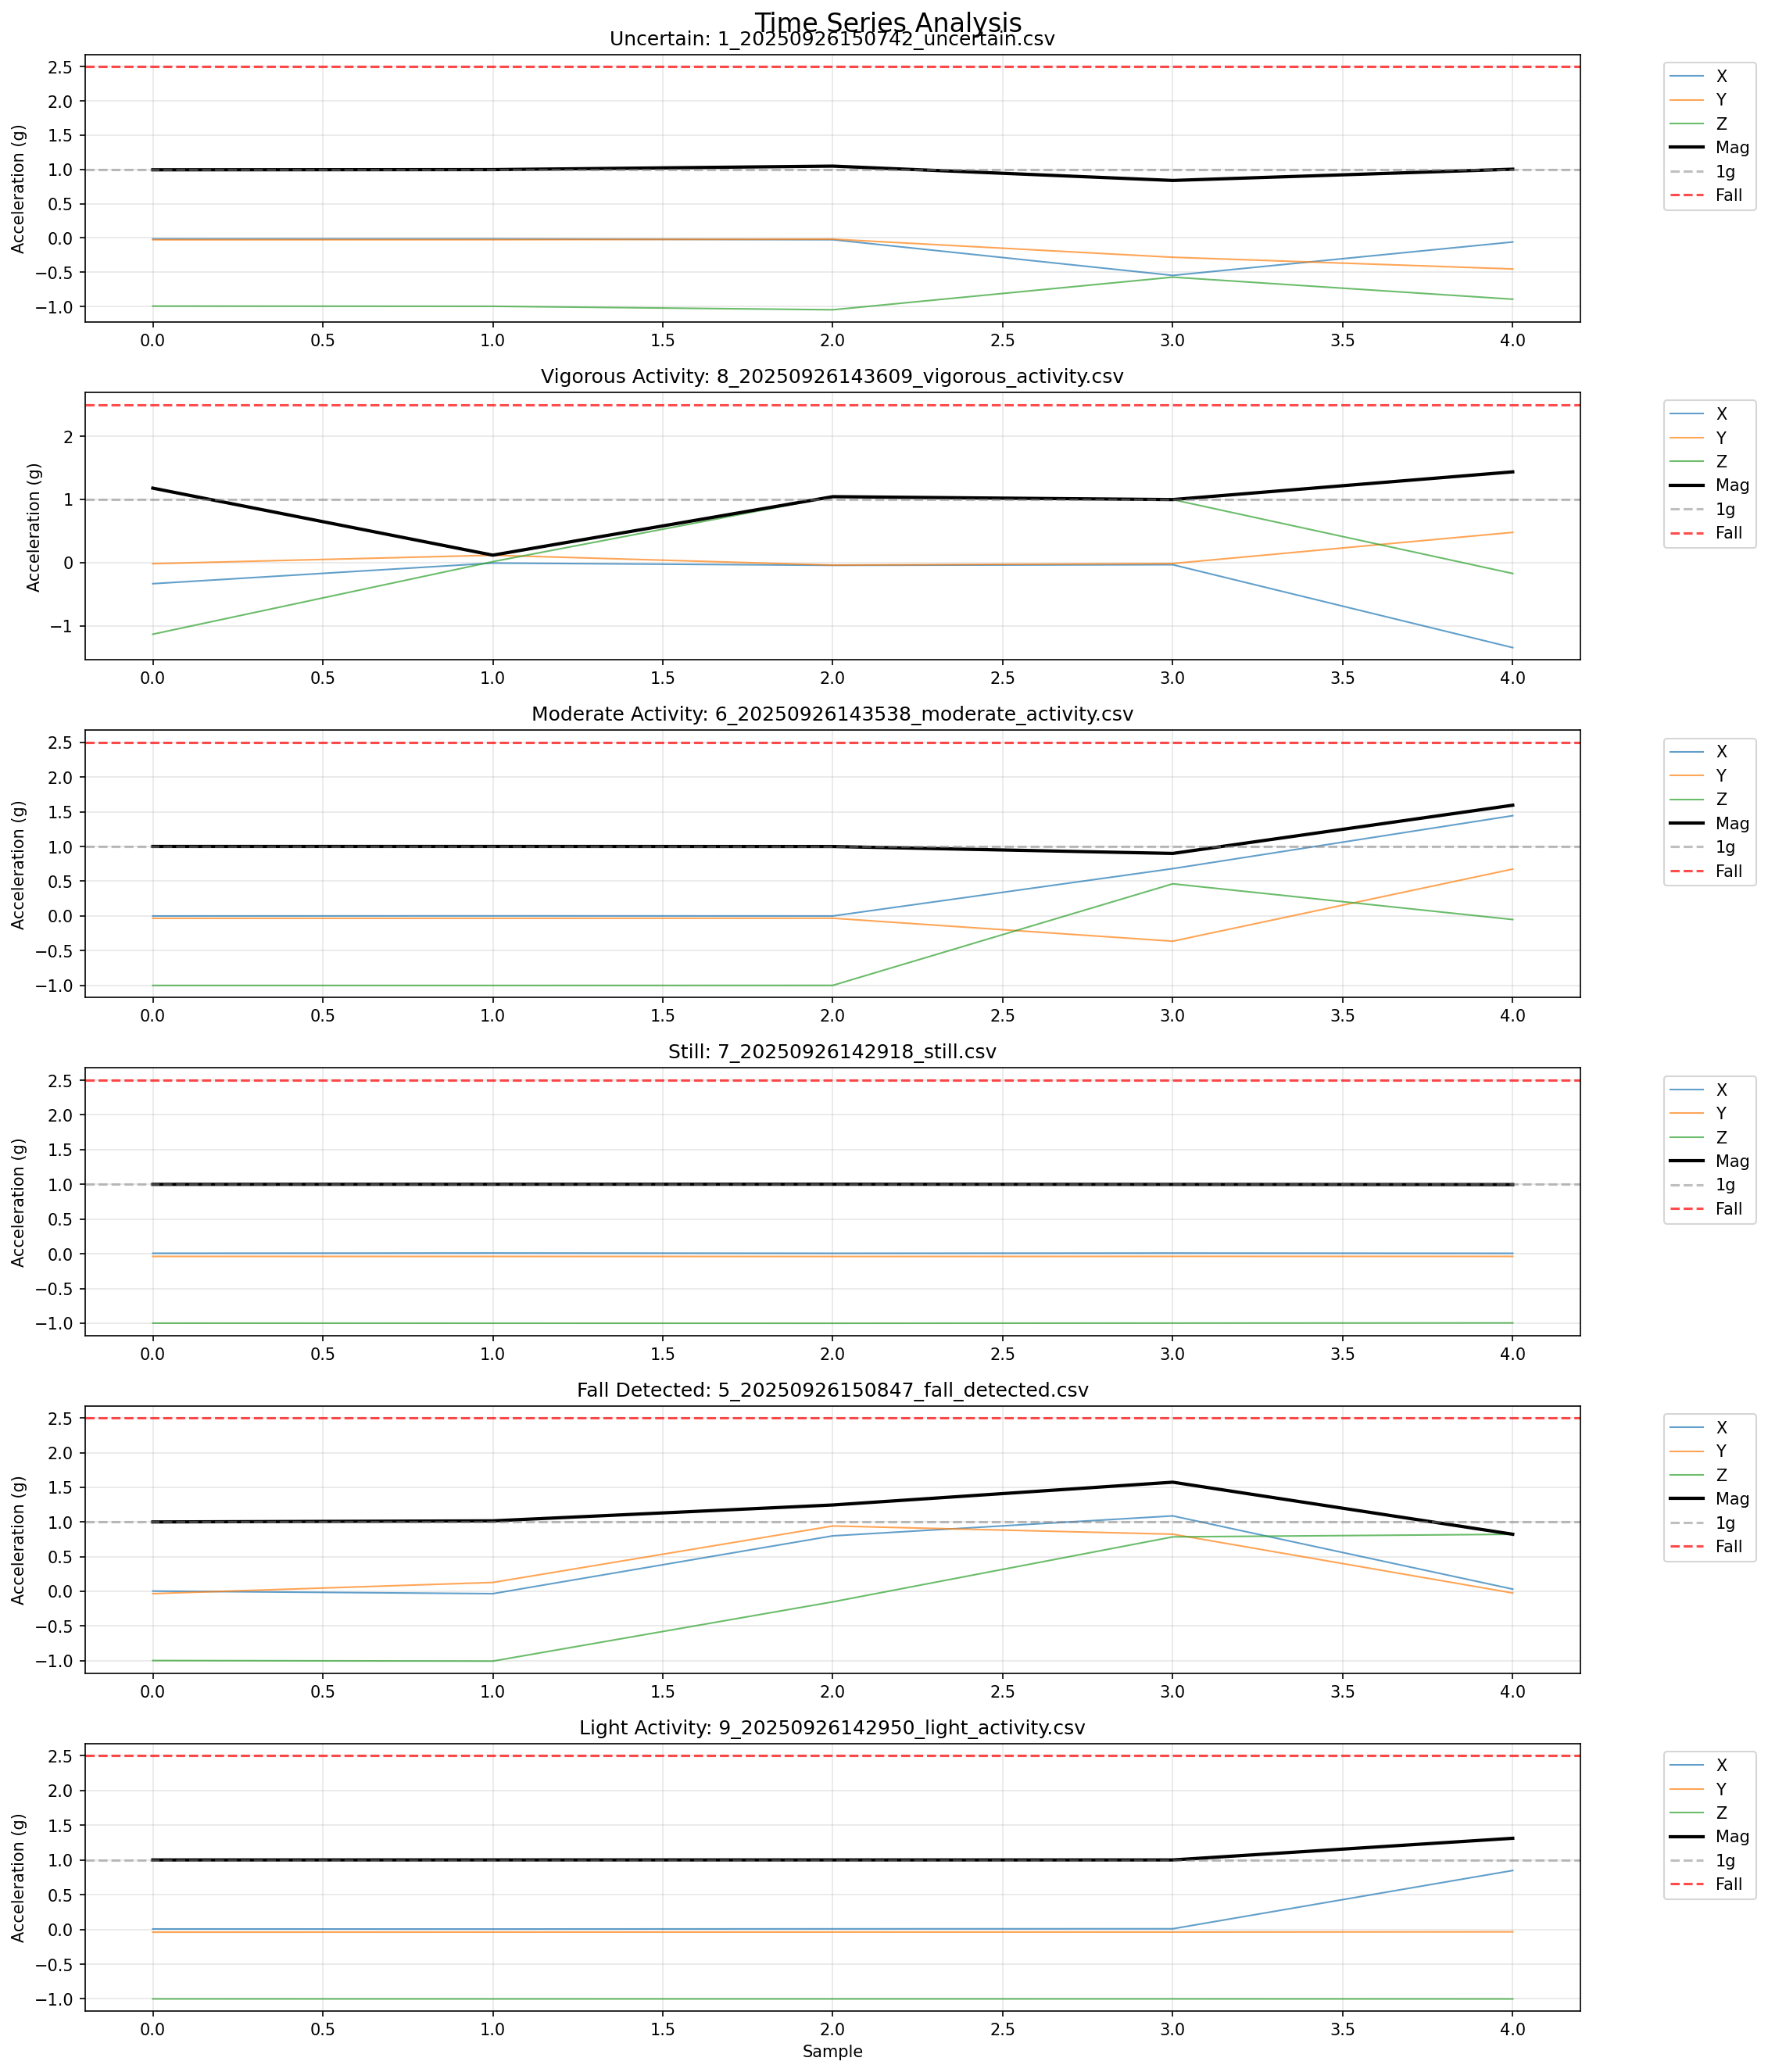 Time Series Analysis
Uncertain: 1_20250926150742_uncertain.csv
Acceleration (g)
2.5
2.0
1.5
1.0
0.5
0.0
−0.5
−1.0
0.0 0.5 1.0 1.5 2.0 2.5 3.0 3.5 4.0
X
Y
Z
Mag
1g
Fall
Vigorous Activity: 8_20250926143609_vigorous_activity.csv
Acceleration (g)
2
1
0
−1
0.0 0.5 1.0 1.5 2.0 2.5 3.0 3.5 4.0
X
Y
Z
Mag
1g
Fall
Moderate Activity: 6_20250926143538_moderate_activity.csv
Acceleration (g)
2.5
2.0
1.5
1.0
0.5
0.0
−0.5
−1.0
0.0 0.5 1.0 1.5 2.0 2.5 3.0 3.5 4.0
X
Y
Z
Mag
1g
Fall
Still: 7_20250926142918_still.csv
Acceleration (g)
2.5
2.0
1.5
1.0
0.5
0.0
−0.5
−1.0
0.0 0.5 1.0 1.5 2.0 2.5 3.0 3.5 4.0
X
Y
Z
Mag
1g
Fall
Fall Detected: 5_20250926150847_fall_detected.csv
Acceleration (g)
2.5
2.0
1.5
1.0
0.5
0.0
−0.5
−1.0
0.0 0.5 1.0 1.5 2.0 2.5 3.0 3.5 4.0
X
Y
Z
Mag
1g
Fall
Light Activity: 9_20250926142950_light_activity.csv
Acceleration (g)
2.5
2.0
1.5
1.0
0.5
0.0
−0.5
−1.0
0.0 0.5 1.0 1.5 2.0 2.5 3.0 3.5 4.0
Sample
X
Y
Z
Mag
1g
Fall